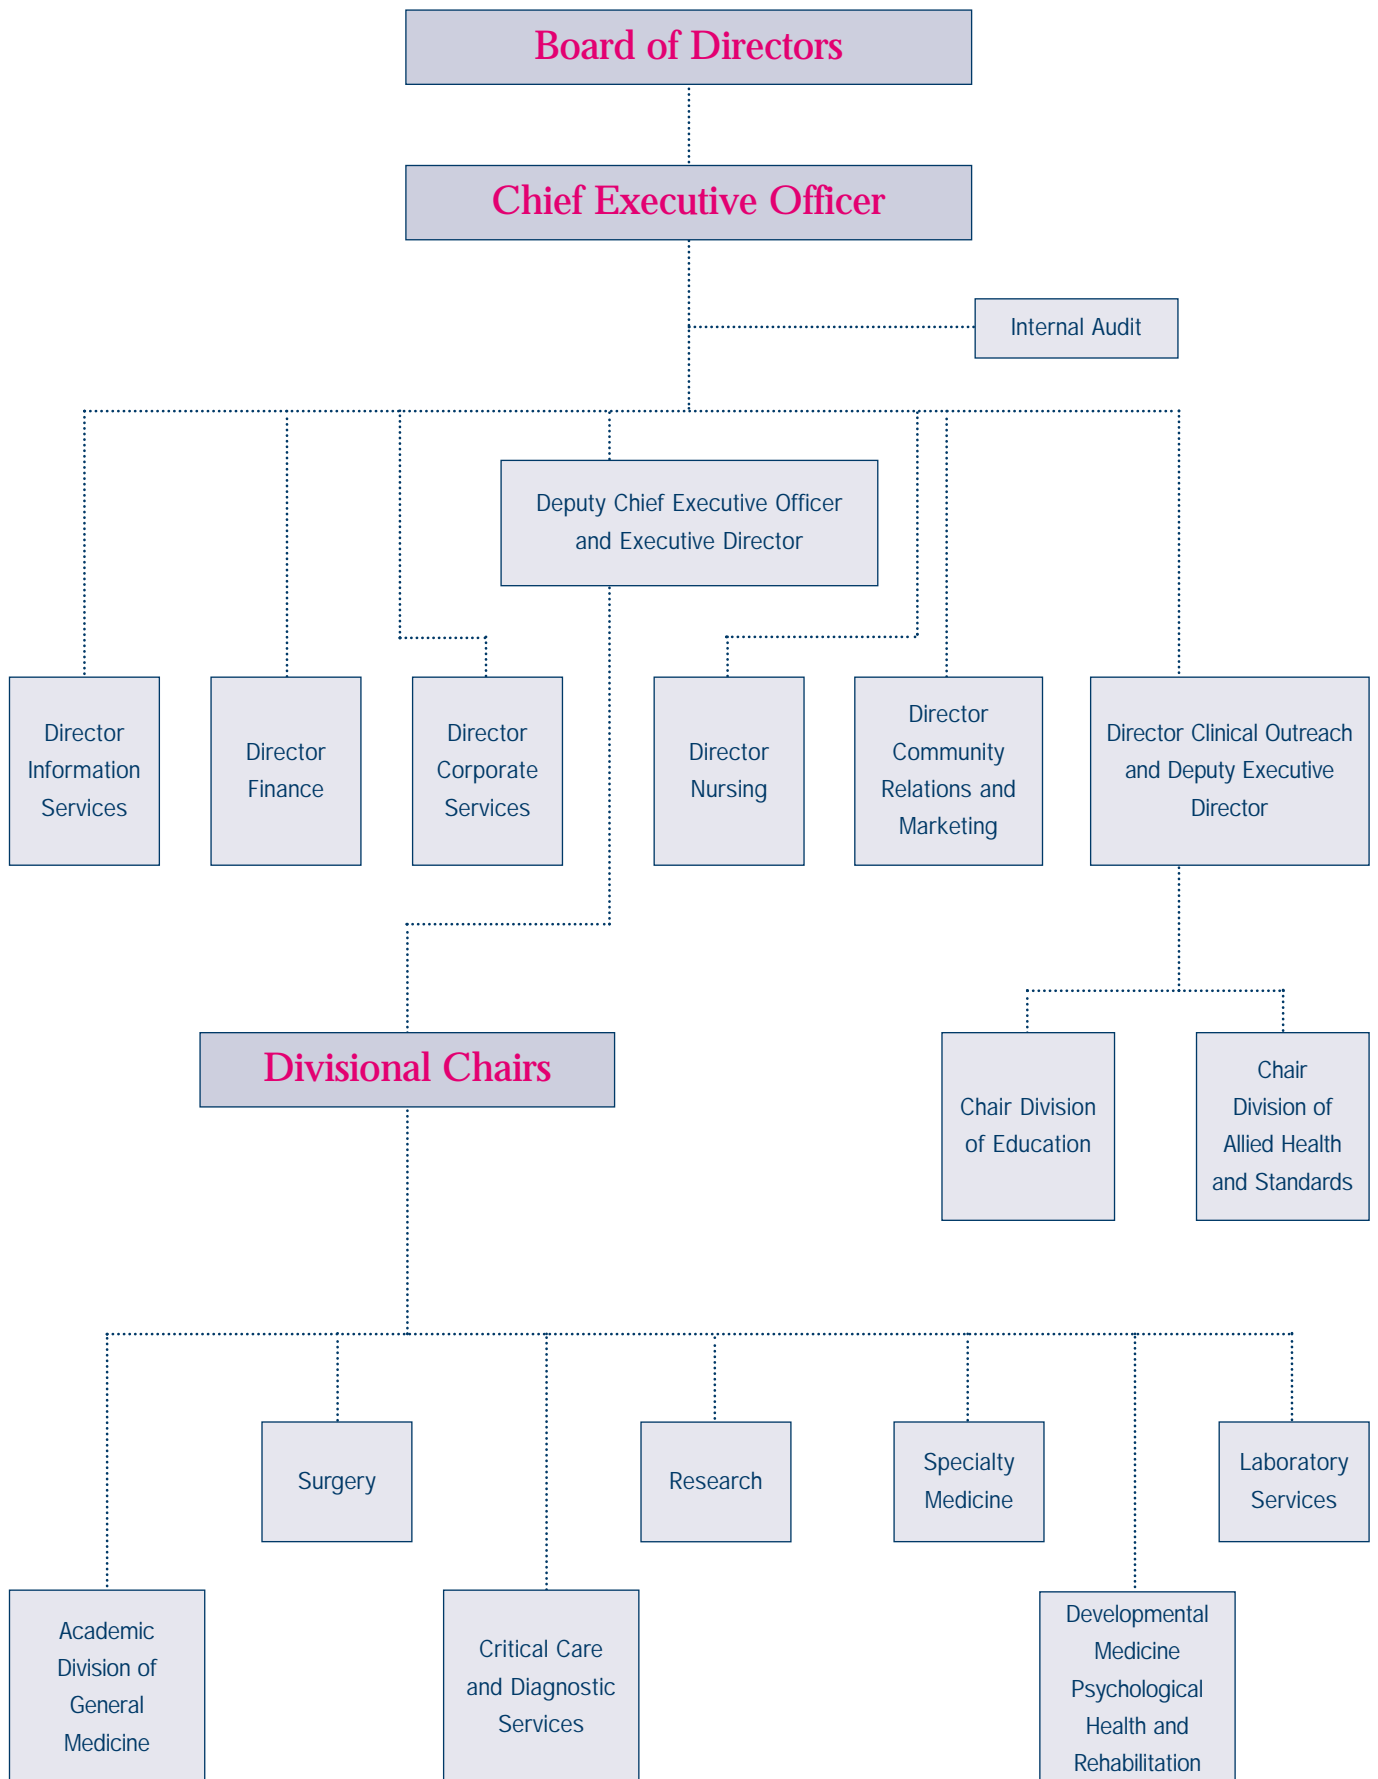 Board of Directors
Chief Executive Officer
Internal Audit
Deputy Chief Executive Officer
and Executive Director
Director
Information
Services
Director
Finance
Director
Corporate
Services
Director
Nursing
Director
Community
Relations and
Marketing
Director Clinical Outreach
and Deputy Executive
Director
Divisional Chairs
Chair Division
of Education
Chair
Division of
Allied Health
and Standards
Surgery
Research
Specialty
Medicine
Laboratory
Services
Academic
Division of
General
Medicine
Critical Care
and Diagnostic
Services
Developmental
Medicine
Psychological
Health and
Rehabilitation